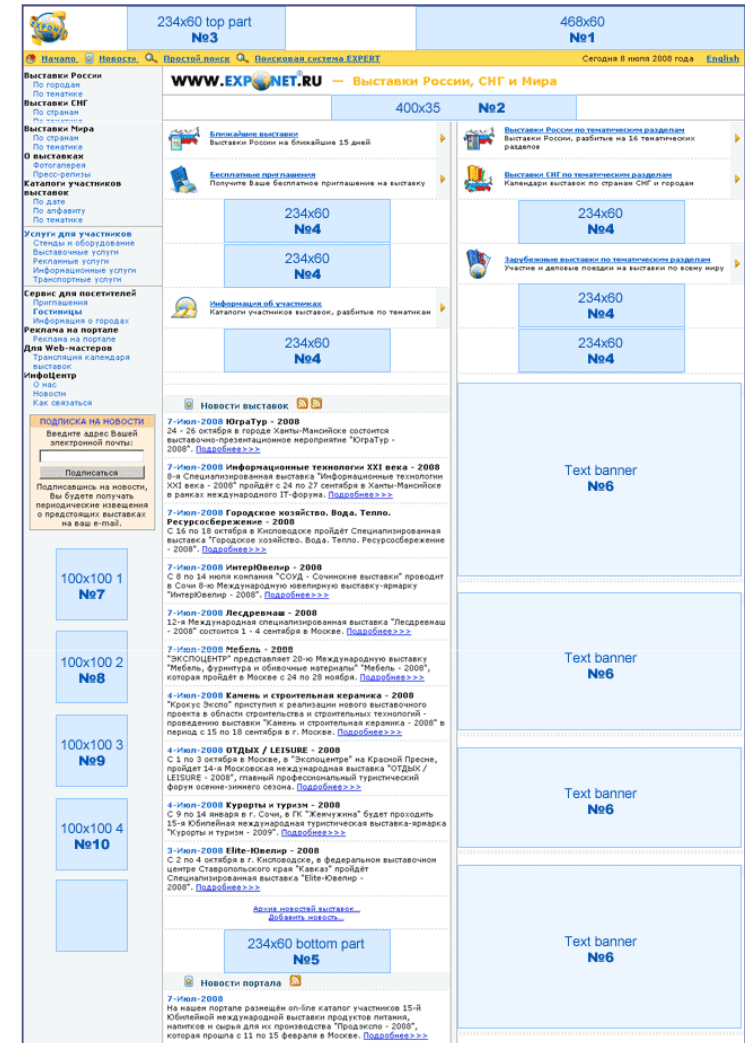 EXPONET
234x60 top part
№3
468x60
№1
Начало
Новости
Простой поиск
Поисковая система EXPERT
Сегодня 8 июля 2008 года
English
Выставки России
По городам
По тематике
Выставки СНГ
По странам
По тематике
Выставки Мира
По странам
По тематике
О выставках
Фотогалерея
Пресс-релизы
Каталоги участников
выставок
По дате
По алфавиту
По тематике
Услуги для участников
Стенды и оборудование
Выставочные услуги
Рекламные услуги
Информационные услуги
Транспортные услуги
Сервис для посетителей
Приглашения
Гостиницы
Информация о городах
Реклама на портале
Реклама на портале
Для Web-мастеров
Трансляция календаря
выставок
ИнфоЦентр
О нас
Новости
Как связаться
ПОДПИСКА НА НОВОСТИ
Введите адрес Вашей
электронной почты:
Подписаться
Подписавшись на новости,
Вы будете получать
периодические извещения
о предстоящих выставках
на ваш e-mail.
100x100 1
№7
100x100 2
№8
100x100 3
№9
100x100 4
№10
WWW.EXPONET.RU — Выставки России, СНГ и Мира
400x35 №2
Ближайшие выставки
Выставки России на ближайшие 15 дней
Бесплатные приглашения
Получите Ваше бесплатное приглашение на выставку
234x60
№4
234x60
№4
Информация об участниках
Каталоги участников выставок, разбитые по тематикам
234x60
№4
Новости выставок
7-Июл-2008 ЮграТур - 2008
24 - 26 октября в городе Ханты-Мансийске состоится
выставочно-презентационное мероприятие "ЮграТур -
2008". Подробнее>>>
7-Июл-2008 Информационные технологии XXI века - 2008
8-я Специализированная выставка "Информационные технологии
XXI века - 2008" пройдёт с 24 по 27 сентября в Ханты-Мансийске
в рамках международного IT-форума. Подробнее>>>
7-Июл-2008 Городское хозяйство. Вода. Тепло.
Ресурсосбережение - 2008
С 16 по 18 октября в Кисловодске пройдёт Специализированная
выставка "Городское хозяйство. Вода. Тепло. Ресурсосбережение
- 2008". Подробнее>>>
7-Июл-2008 ИнтерЮвелир - 2008
С 8 по 14 июля компания "СОУД - Сочинские выставки" проводит
в Сочи 8-ю Международную ювелирную выставку-ярмарку
"ИнтерЮвелир - 2008". Подробнее>>>
7-Июл-2008 Лесдревмаш - 2008
12-я Международная специализированная выставка "Лесдревмаш
- 2008" состоится 1 - 4 сентября в Москве. Подробнее>>>
7-Июл-2008 Мебель - 2008
"ЭКСПОЦЕНТР" представляет 20-ю Международную выставку
"Мебель, фурнитура и обивочные материалы" "Мебель - 2008",
которая пройдёт в Москве с 24 по 28 ноября. Подробнее>>>
4-Июл-2008 Камень и строительная керамика - 2008
"Крокус Экспо" приступил к реализации нового выставочного
проекта в области строительства и строительных технологий -
проведению выставки "Камень и строительная керамика - 2008" в
период с 15 по 18 сентября в г. Москве. Подробнее>>>
4-Июл-2008 ОТДЫХ / LEISURE - 2008
С 1 по 3 октября в Москве, в "Экспоцентре" на Красной Пресне,
пройдет 14-я Московская международная выставка "ОТДЫХ /
LEISURE - 2008", главный профессиональный туристический
форум осенне-зимнего сезона. Подробнее>>>
4-Июл-2008 Курорты и туризм - 2008
С 9 по 14 января в г. Сочи, в ГК "Жемчужина" будет проходить
15-я Юбилейная международная туристическая выставка-ярмарка
"Курорты и туризм - 2009". Подробнее>>>
3-Июл-2008 Elite-Ювелир - 2008
С 2 по 4 октября в г. Кисловодске, в федеральном выставочном
центре Ставропольского края "Кавказ" пройдёт
Специализированная выставка "Elite-Ювелир -
2008". Подробнее>>>
Архив новостей выставок...
Добавить новость...
234x60 bottom part
№5
Новости портала
7-Июл-2008
На нашем портале размещён on-line каталог участников 15-й
Юбилейной международной выставки продуктов питания,
напитков и сырья для их производства "Продэкспо - 2008",
которая прошла с 11 по 15 февраля в Москве. Подробнее>>>
Выставки России по тематическим разделам
Выставки России, разбитые на 16 тематических
разделов
Выставки СНГ по тематическим разделам
Календари выставок по странам СНГ и городам
234x60
№4
Зарубежные выставки по тематическим разделам
Участие и деловые поездки на выставки по всему миру
234x60
№4
234x60
№4
Text banner
№6
Text banner
№6
Text banner
№6
Text banner
№6